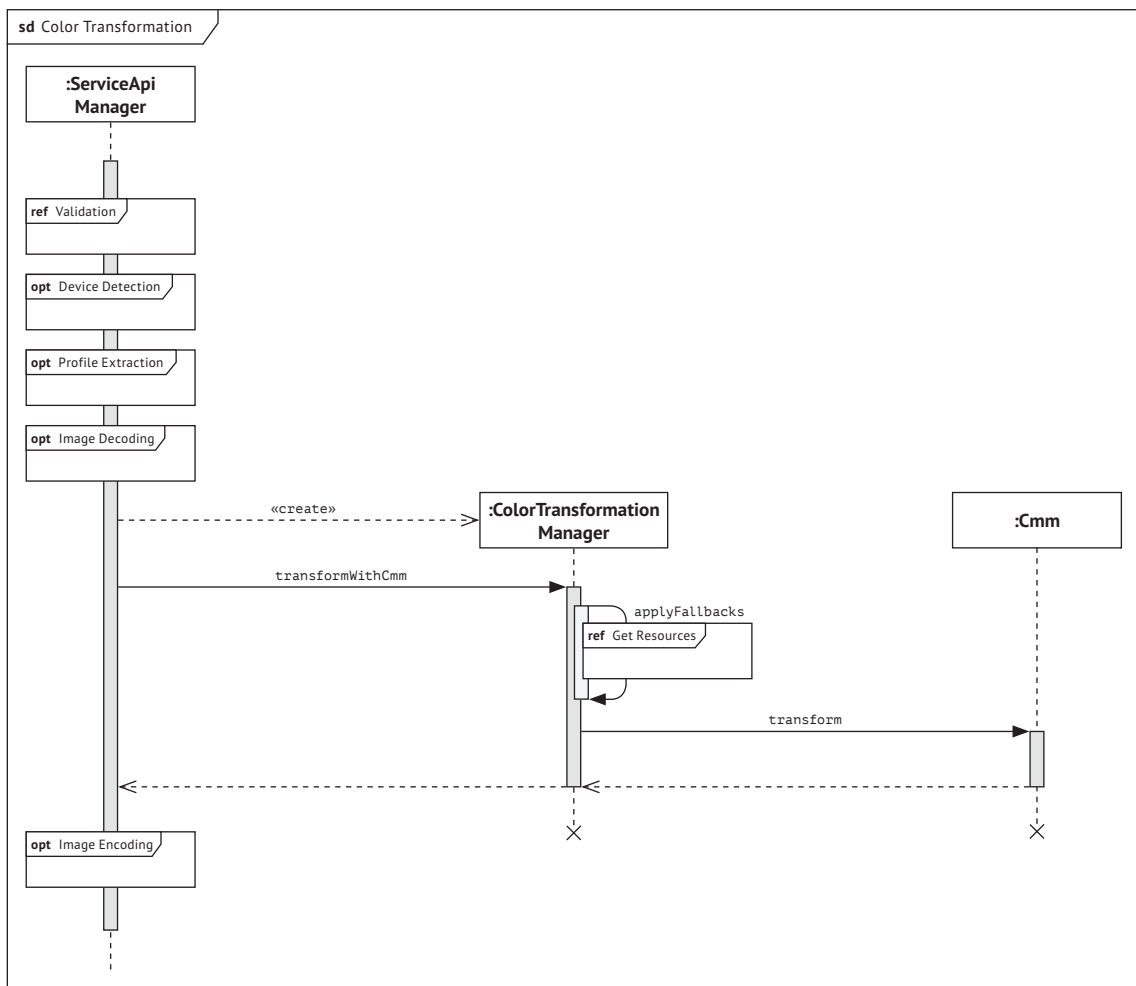 sd Color Transformation
:ServiceApi
Manager
ref Validation
opt Device Detection
opt Profile Extraction
opt Image Decoding
«create»
:ColorTransformation
Manager
:Cmm
transformWithCmm
applyFallbacks
ref Get Resources
transform
opt Image Encoding